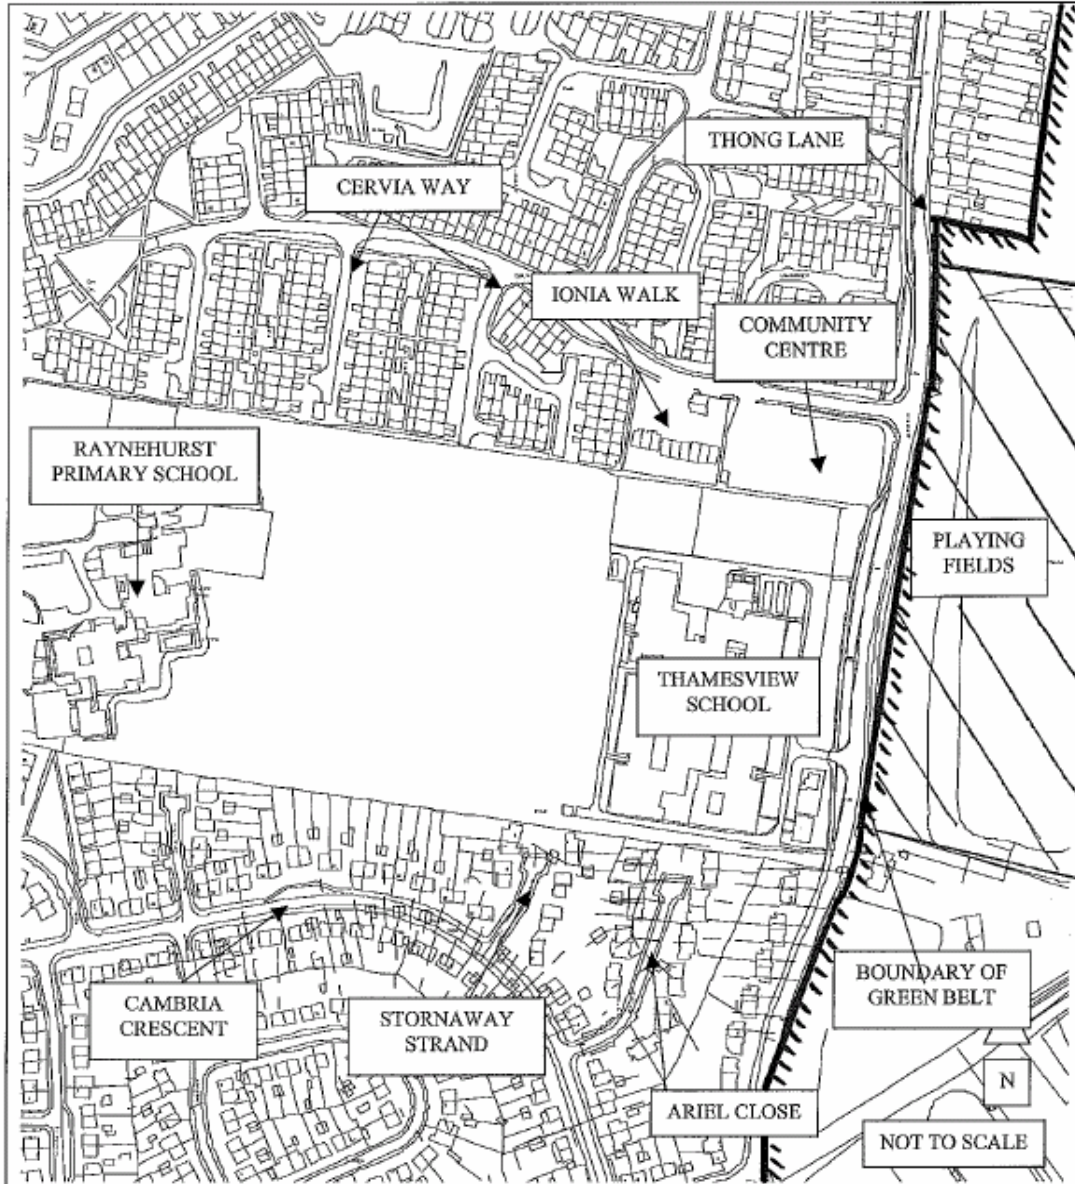 THONG LANE
CERVIA WAY
IONIA WALK
COMMUNITY
CENTRE
RAYNEHURST
PRIMARY SCHOOL
PLAYING
FIELDS
THAMESVIEW
SCHOOL
BOUNDARY OF
GREEN BELT
CAMBRIA
CRESCENT
STORNAWAY
STRAND
N
ARIEL CLOSE
NOT TO SCALE